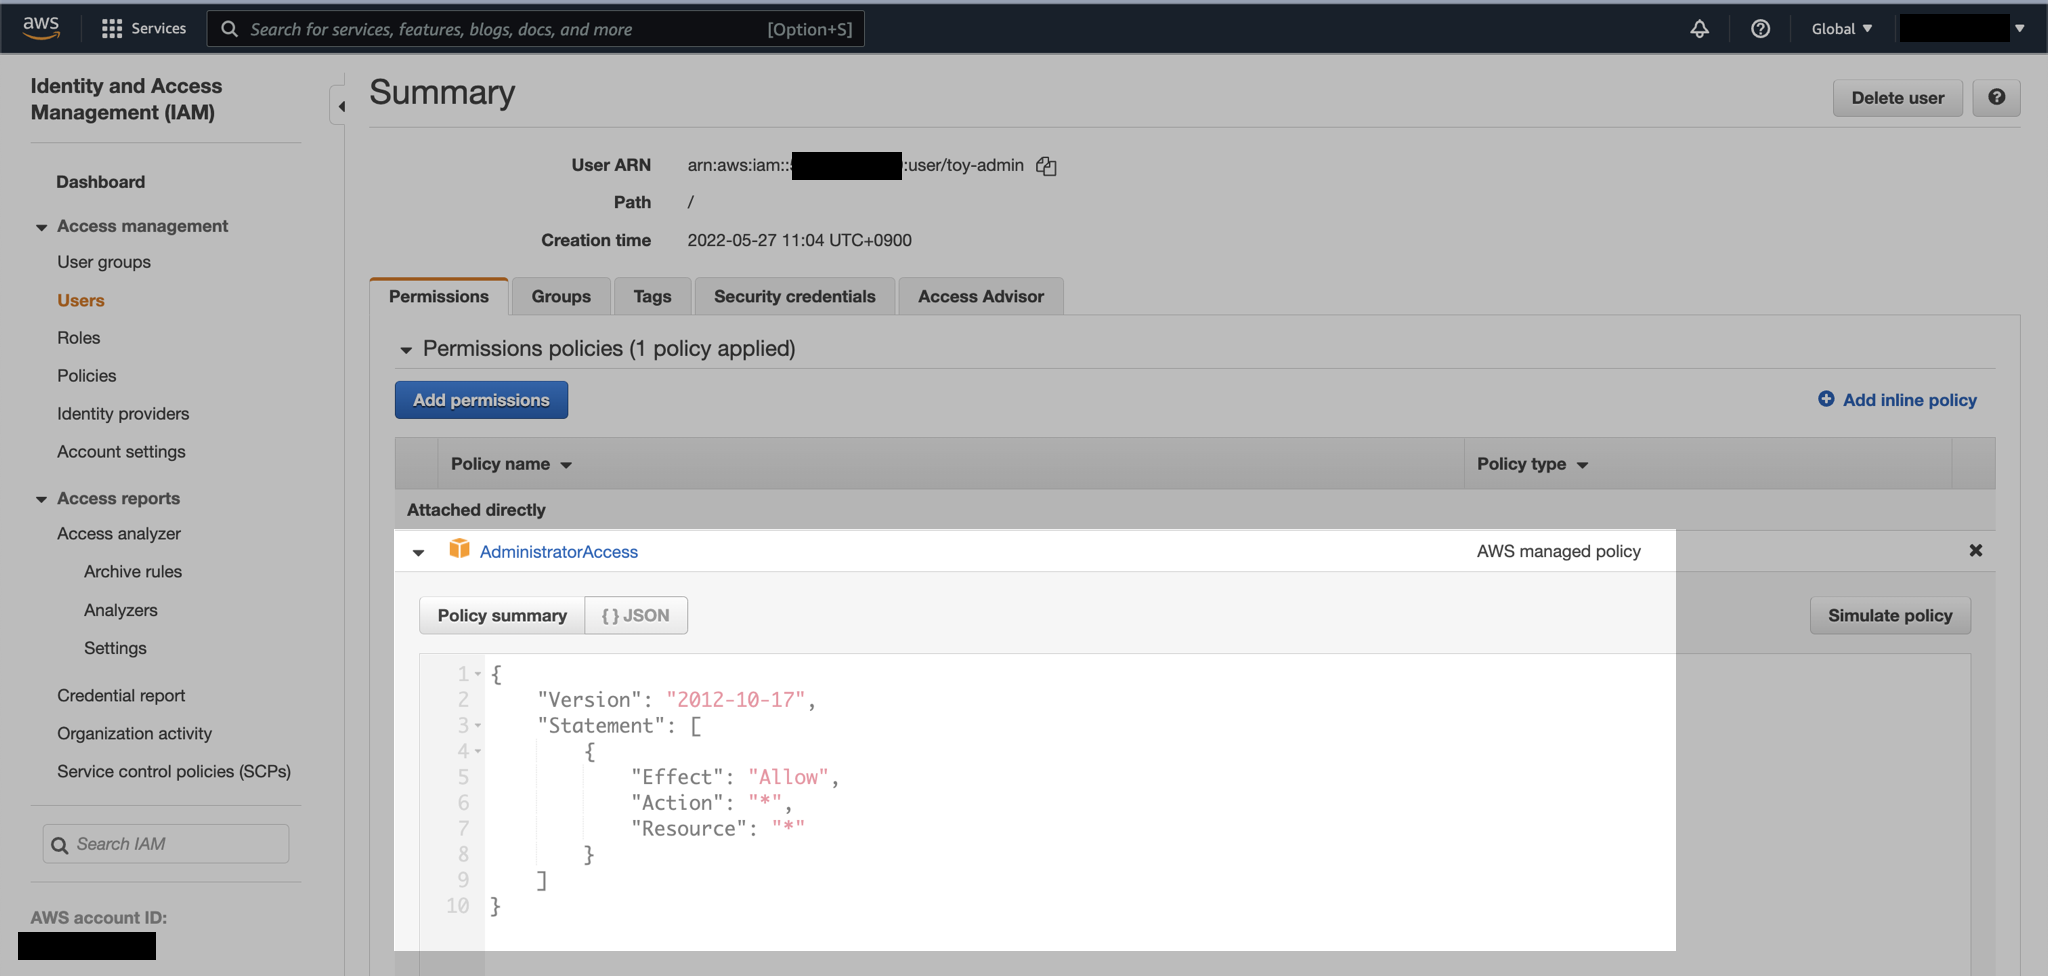 aws
Services
Search for services, features, blogs, docs, and more
[Option+S]
Global
Identity and Access
Management (IAM)
Dashboard
Access management
User groups
Users
Roles
Policies
Identity providers
Account settings
Access reports
Access analyzer
Archive rules
Analyzers
Settings
Credential report
Organization activity
Service control policies (SCPs)
Search IAM
AWS account ID:
Summary
Delete user
User ARN arn:aws:iam:: :user/toy-admin
Path /
Creation time 2022-05-27 11:04 UTC+0900
Permissions
Groups
Tags
Security credentials
Access Advisor
Permissions policies (1 policy applied)
Add permissions
Add inline policy
Policy name
Policy type
Attached directly
AdministratorAccess
AWS managed policy
Policy summary
{ } JSON
Simulate policy
1 {
2 "Version": "2012-10-17",
3 "Statement": [
4 {
5 "Effect": "Allow",
6 "Action": "*",
7 "Resource": "*"
8 }
9 ]
10 }